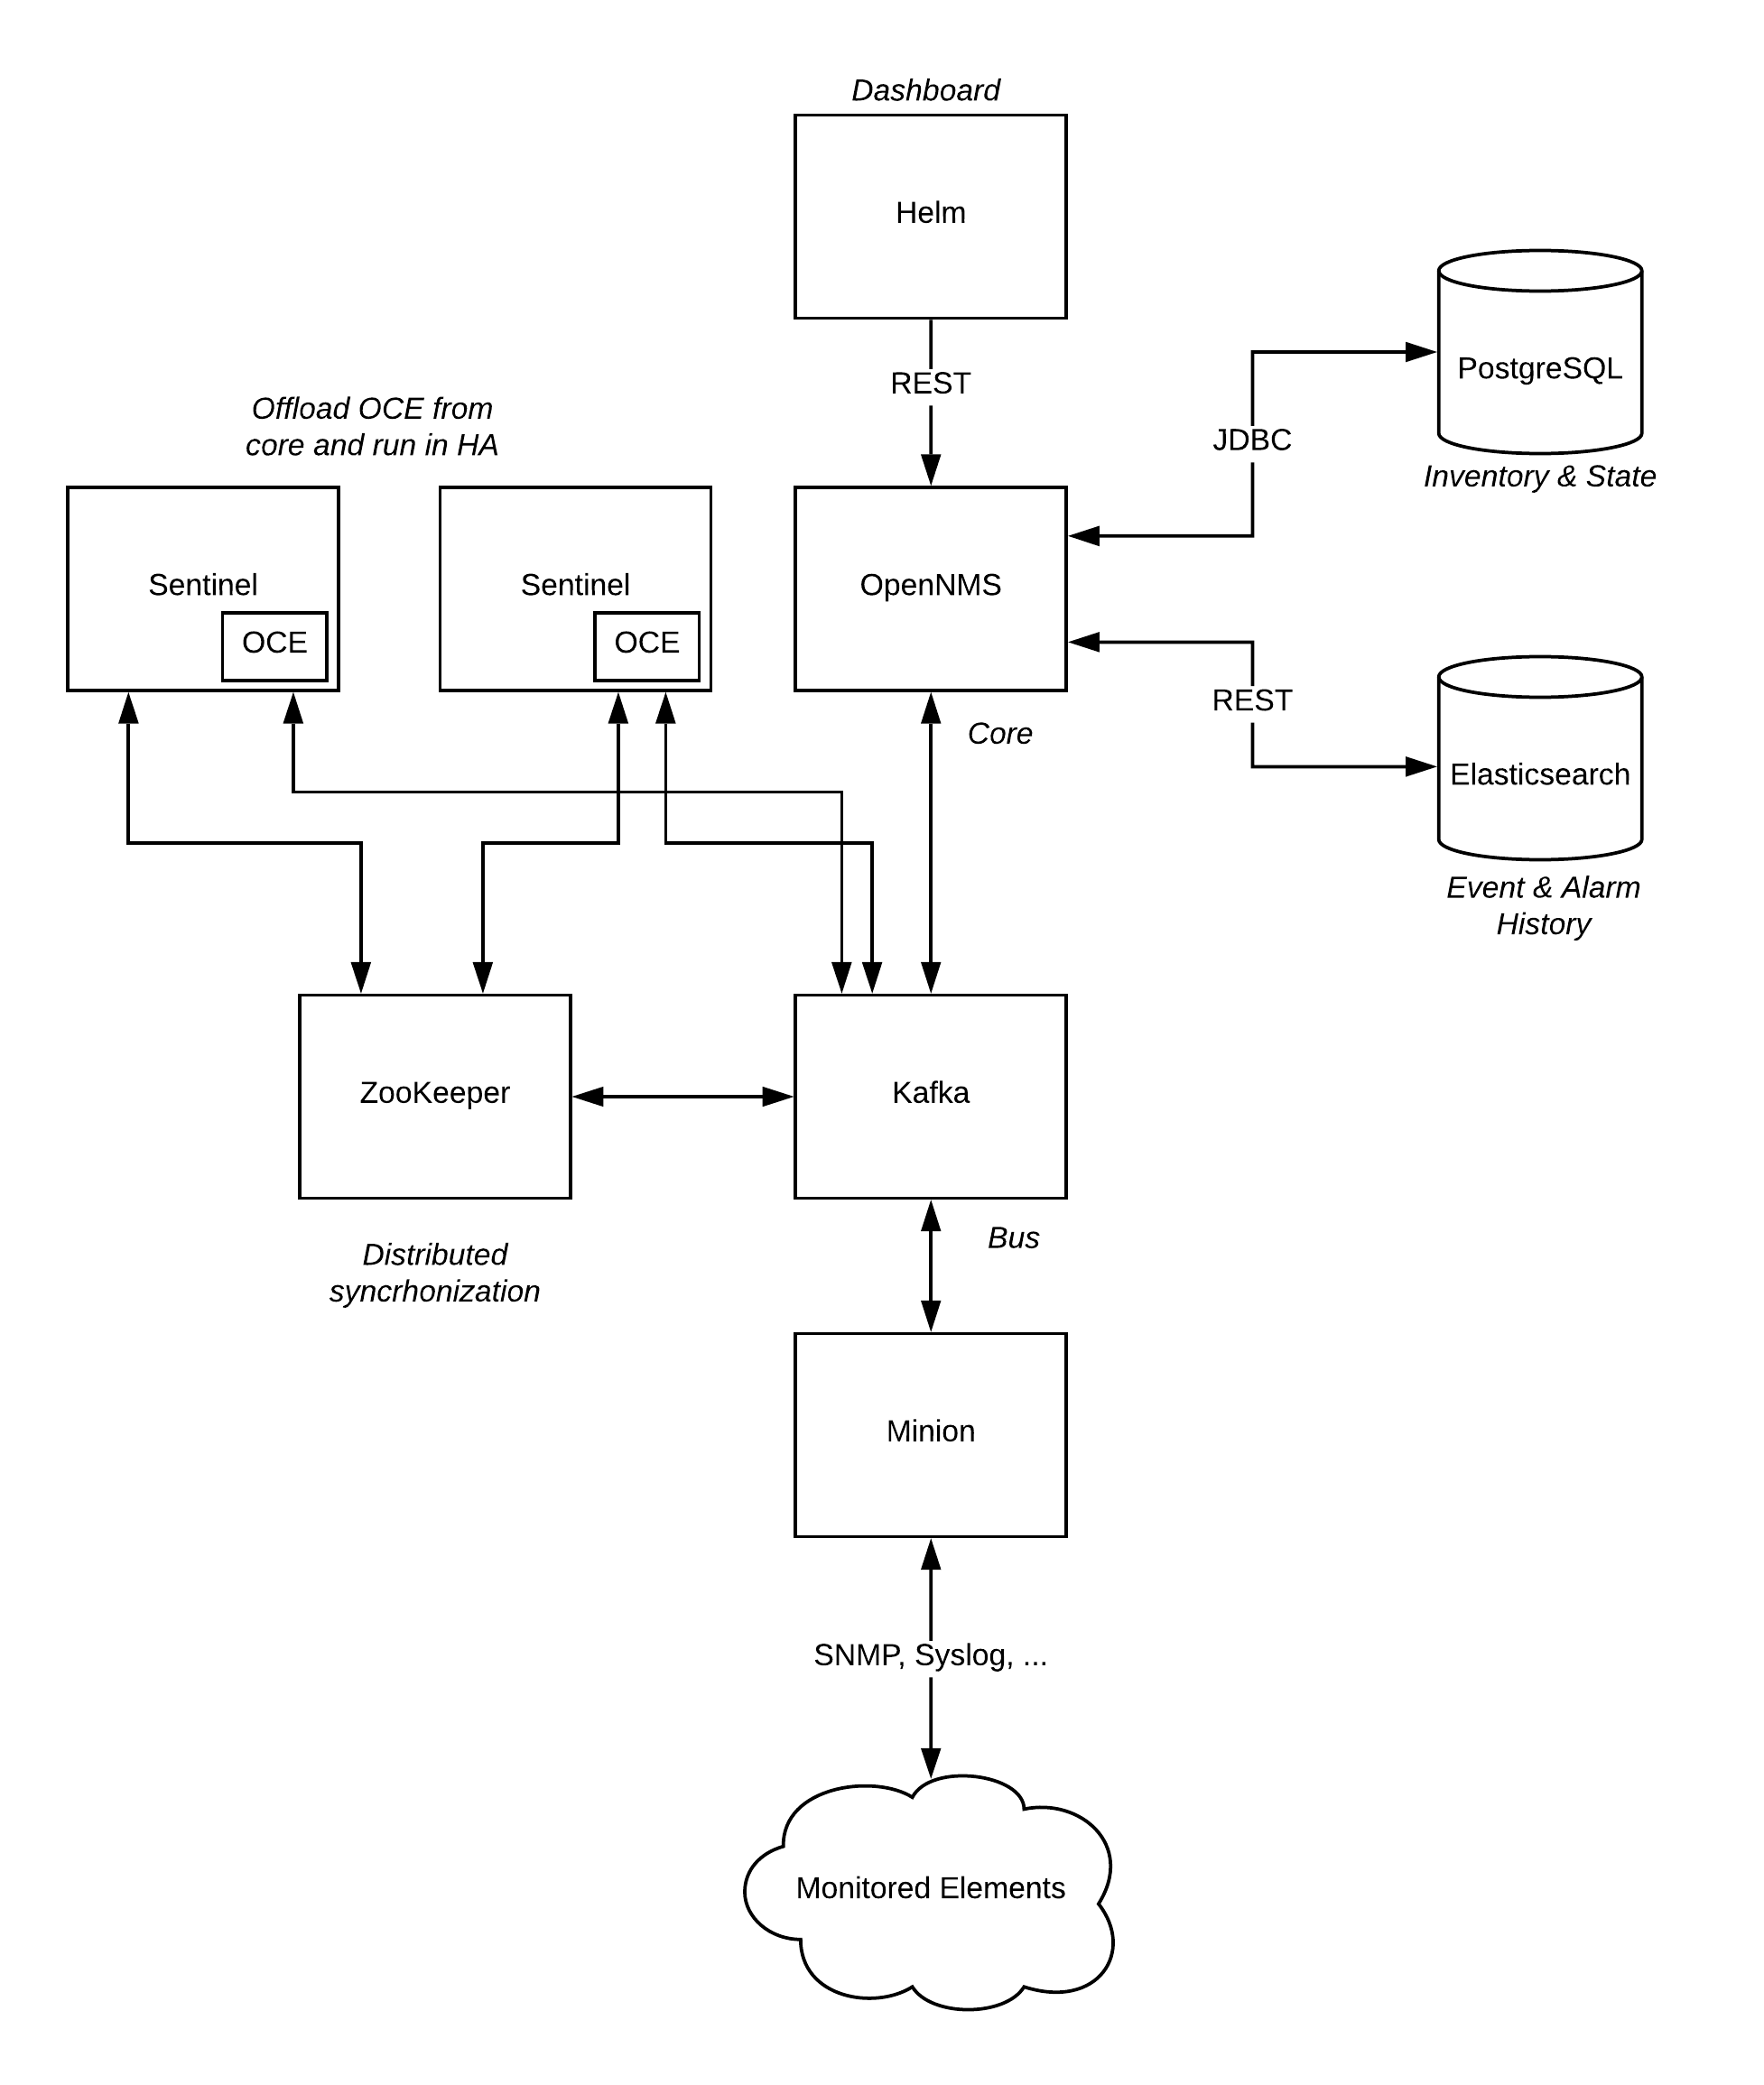 Dashboard
Helm
REST
PostgreSQL
JDBC
Inventory & State
Offload OCE from
core and run in HA
Sentinel
OCE
Sentinel
OCE
OpenNMS
Core
REST
Elasticsearch
Event & Alarm
History
ZooKeeper
Kafka
Distributed
syncrhonization
Bus
Minion
SNMP, Syslog, ...
Monitored Elements